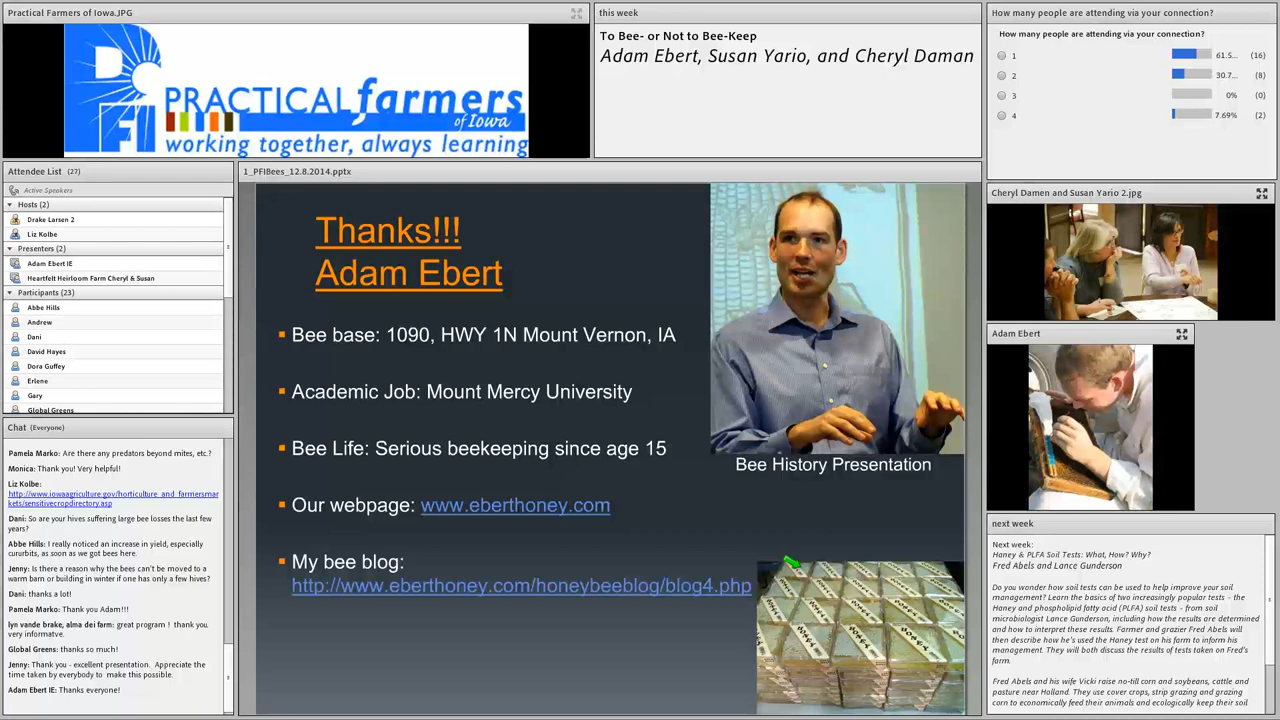 Practical Farmers of Iowa.JPG
PRACTICAL farmers
of Iowa
working together, always learning
this week
To Bee- or Not to Bee-Keep
Adam Ebert, Susan Yario, and Cheryl Daman
How many people are attending via your connection?
How many people are attending via your connection?
1 61.5... (16)
2 30.7... (8)
3 0% (0)
4 7.69% (2)
Attendee List (27)
Active Speakers
Hosts (2)
Drake Larsen 2
Liz Kolbe
Presenters (2)
Adam Ebert IE
Heartfelt Heirloom Farm Cheryl & Susan
Participants (23)
Abbe Hills
Andrew
Dani
David Hayes
Dora Guffey
Erlene
Gary
Global Greens
Chat (Everyone)
Pamela Marko: Are there any predators beyond mites, etc.?
Monica: Thank you! Very helpful!
Liz Kolbe:
http://www.iowaagriculture.gov/horticulture_and_farmersmar
kets/sensitivecropdirectory.asp
Dani: So are your hives suffering large bee losses the last few
years?
Abbe Hills: I really noticed an increase in yield, especially
cururbits, as soon as we got bees here.
Jenny: Is there a reason why the bees can't be moved to a
warm barn or building in winter if one has only a few hives?
Dani: thanks a lot!
Pamela Marko: Thank you Adam!!!
lyn vande brake, alma dei farm: great program ! thank you.
very informatve.
Global Greens: thanks so much!
Jenny: Thank you - excellent presentation. Appreciate the
time taken by everybody to make this possible.
Adam Ebert IE: Thanks everyone!
1_PFIBees_12.8.2014.pptx
Thanks!!!
Adam Ebert
Bee base: 1090, HWY 1N Mount Vernon, IA
Academic Job: Mount Mercy University
Bee Life: Serious beekeeping since age 15
Our webpage: www.eberthoney.com
My bee blog:
http://www.eberthoney.com/honeybeeblog/blog4.php
Bee History Presentation
Cheryl Damen and Susan Yario 2.jpg
Adam Ebert
next week
Next week:
Haney & PLFA Soil Tests: What, How? Why?
Fred Abels and Lance Gunderson
Do you wonder how soil tests can be used to help improve your soil
management? Learn the basics of two increasingly popular tests - the
Haney and phospholipid fatty acid (PLFA) soil tests - from soil
microbiologist Lance Gunderson, including how the results are determined
and how to interpret these results. Farmer and grazier Fred Abels will
then describe how he's used the Haney test on his farm to inform his
management. They will both discuss the results of tests taken on Fred's
farm.
Fred Abels and his wife Vicki raise no-till corn and soybeans, cattle and
pasture near Holland. They use cover crops, strip grazing and grazing
corn to economically feed their animals and ecologically keep their soil